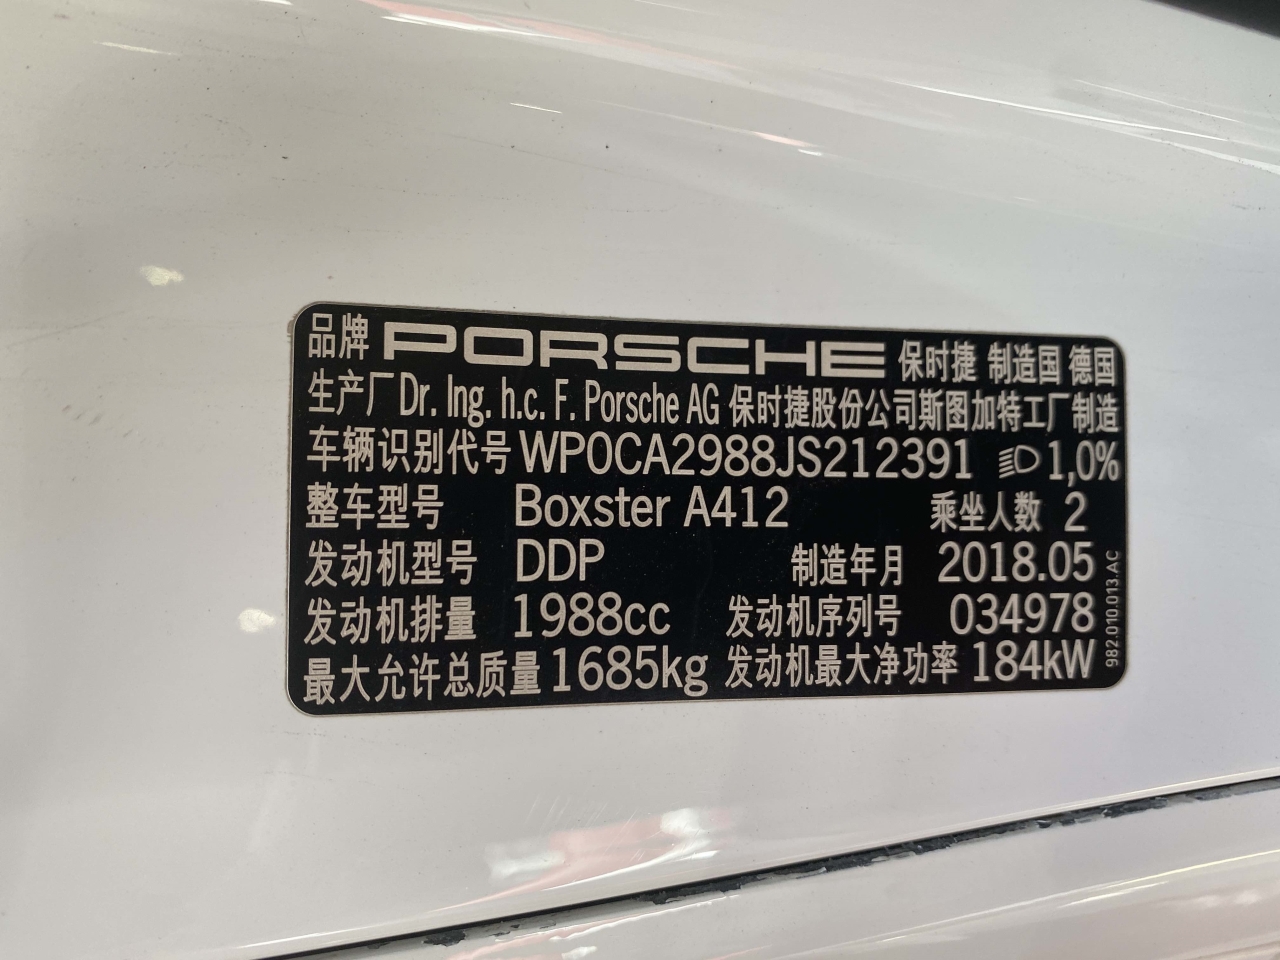 品牌 PORSCHE 保时捷 制造国 德国
生产厂 Dr. Ing. h.c. F. Porsche AG 保时捷股份公司斯图加特工厂制造
车辆识别代号 WP0CA2988JS212391 1,0%
整车型号 Boxster A412 乘坐人数 2
发动机型号 DDP 制造年月 2018.05
发动机排量 1988cc 发动机序列号 034978
最大允许总质量 1685kg 发动机最大净功率 184kW
982.010.013.AC